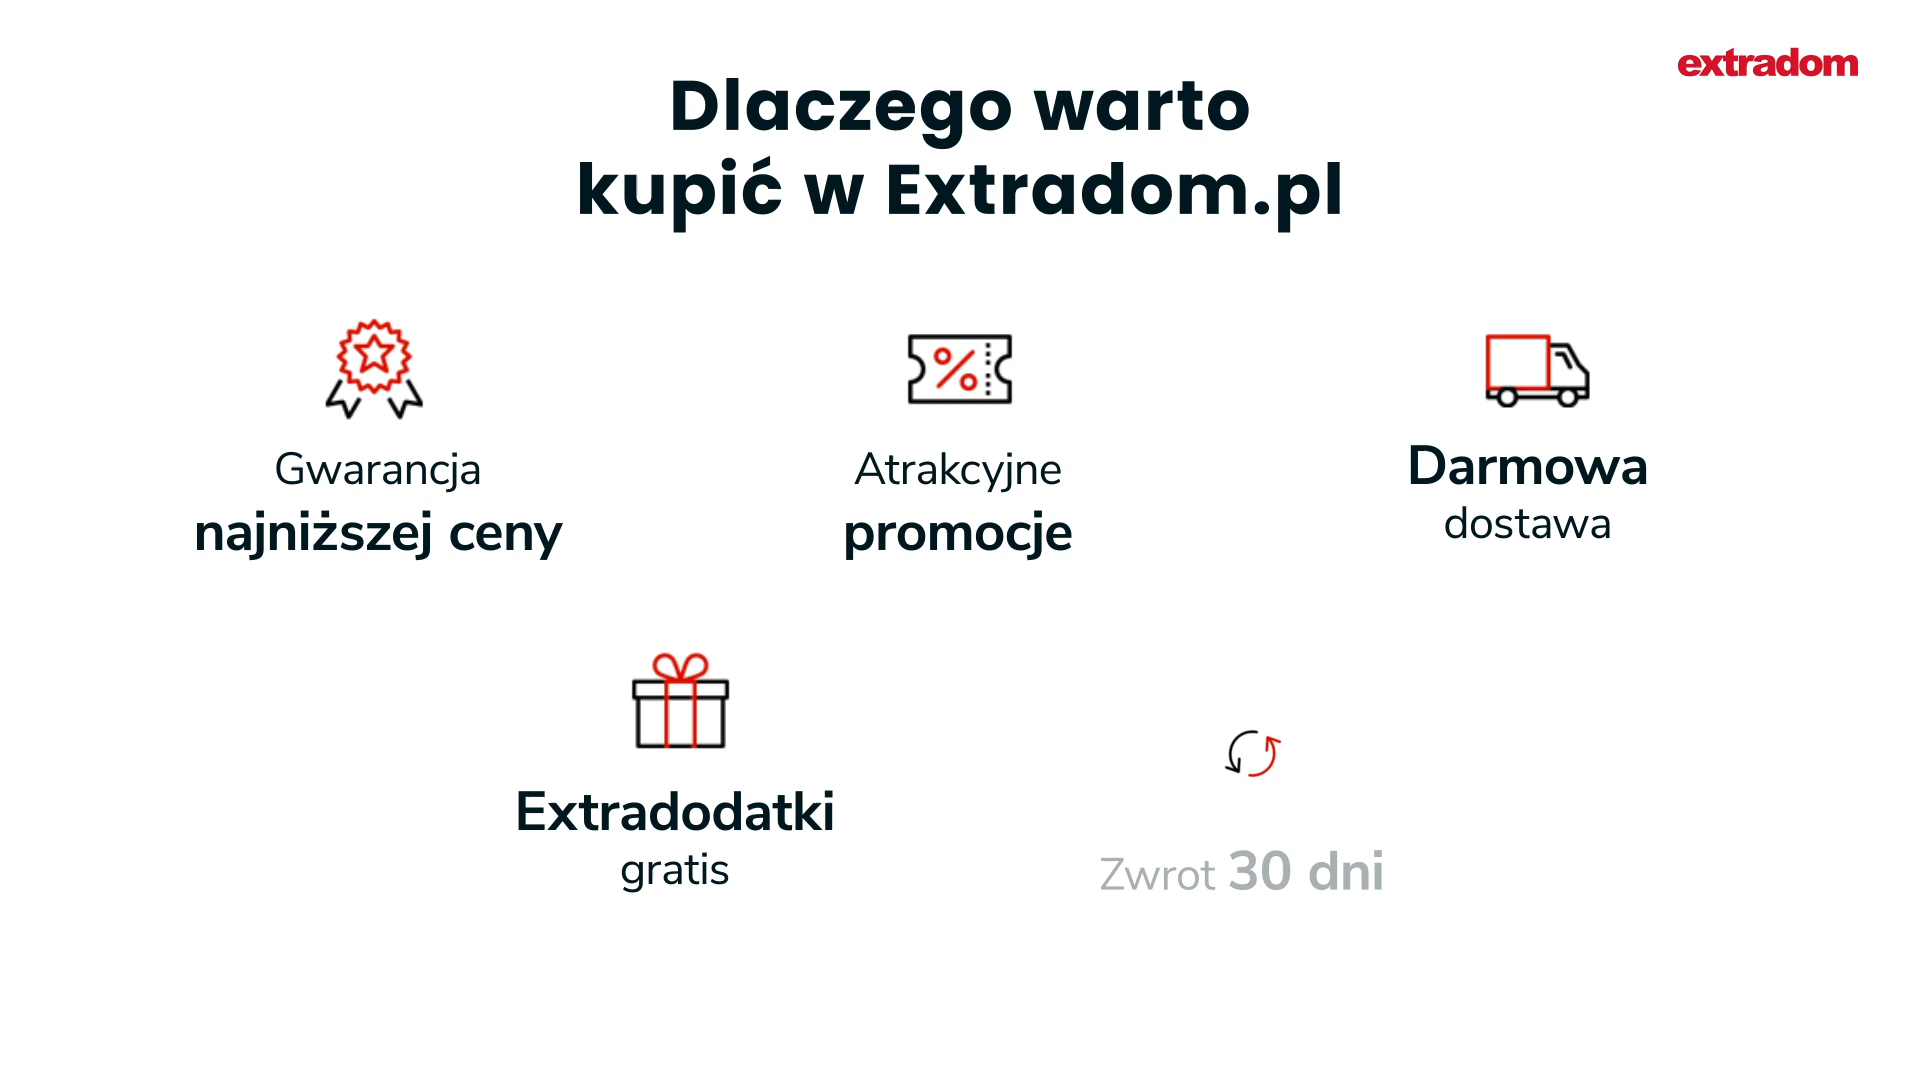 extradom
Dlaczego warto
kupić w Extradom.pl
Gwarancja
najniższej ceny
Atrakcyjne
promocje
Darmowa
dostawa
Extradodatki
gratis
Zwrot 30 dni